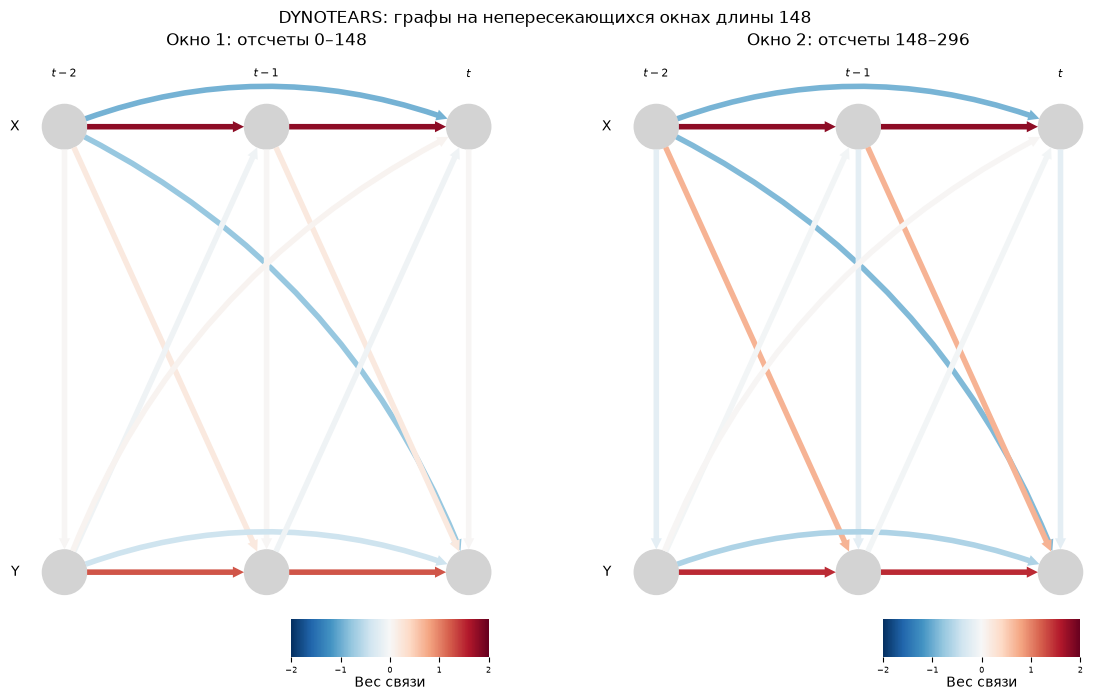 DYNOTEARS: графы на непересекающихся окнах длины 148
Окно 1: отсчеты 0–148
t − 2
t − 1
t
X
Y
−2
−1
0
1
2
Вес связи
Окно 2: отсчеты 148–296
t − 2
t − 1
t
X
Y
−2
−1
0
1
2
Вес связи